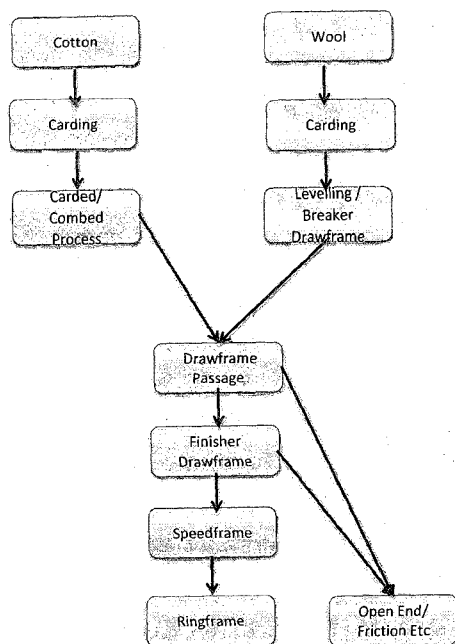 Cotton
Wool
Carding
Carding
Carded/
Combed
Process
Levelling /
Breaker
Drawframe
Drawframe
Passage
Finisher
Drawframe
Speedframe
Ringframe
Open End/
Friction Etc